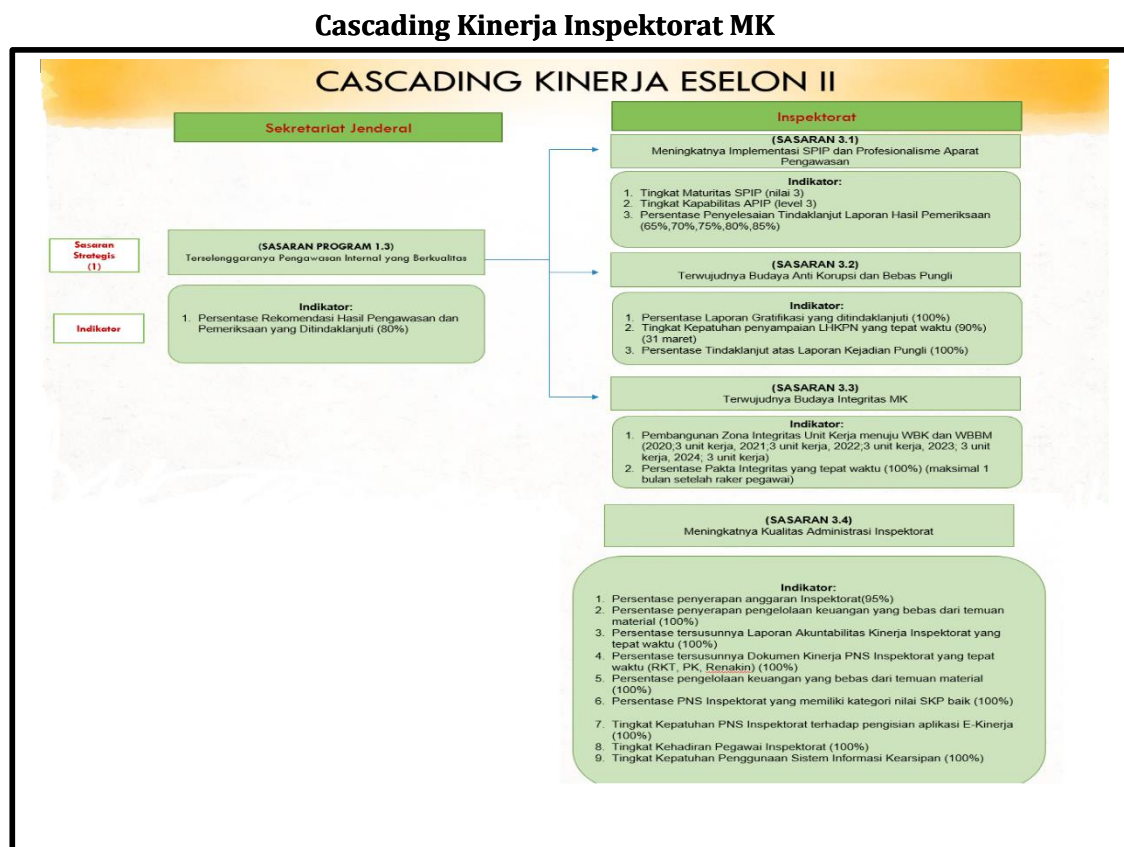 Cascading Kinerja Inspektorat MK
CASCADING KINERJA ESELON II
Sekretariat Jenderal
Sasaran
Strategis
(1)
(SASARAN PROGRAM 1.3)
Terselenggaranya Pengawasan Internal yang Berkualitas
Indikator
Indikator:
1. Persentase Rekomendasi Hasil Pengawasan dan
Pemeriksaan yang Ditindaklanjuti (80%)
Inspektorat
(SASARAN 3.1)
Meningkatnya Implementasi SPIP dan Profesionalisme Aparat
Pengawasan
Indikator:
1. Tingkat Maturitas SPIP (nilai 3)
2. Tingkat Kapabilitas APIP (level 3)
3. Persentase Penyelesaian Tindaklanjut Laporan Hasil Pemeriksaan
(65%,70%,75%,80%,85%)
(SASARAN 3.2)
Terwujudnya Budaya Anti Korupsi dan Bebas Pungli
Indikator:
1. Persentase Laporan Gratifikasi yang ditindaklanjuti (100%)
2. Tingkat Kepatuhan penyampaian LHKPN yang tepat waktu (90%)
(31 maret)
3. Persentase Tindaklanjut atas Laporan Kejadian Pungli (100%)
(SASARAN 3.3)
Terwujudnya Budaya Integritas MK
Indikator:
1. Pembangunan Zona Integritas Unit Kerja menuju WBK dan WBBM
(2020;3 unit kerja, 2021;3 unit kerja, 2022;3 unit kerja, 2023; 3 unit
kerja, 2024; 3 unit kerja)
2. Persentase Pakta Integritas yang tepat waktu (100%) (maksimal 1
bulan setelah raker pegawai)
(SASARAN 3.4)
Meningkatnya Kualitas Administrasi Inspektorat
Indikator:
1. Persentase penyerapan anggaran Inspektorat(95%)
2. Persentase penyerapan pengelolaan keuangan yang bebas dari temuan
material (100%)
3. Persentase tersusunnya Laporan Akuntabilitas Kinerja Inspektorat yang
tepat waktu (100%)
4. Persentase tersusunnya Dokumen Kinerja PNS Inspektorat yang tepat
waktu (RKT, PK, Renakin) (100%)
5. Persentase pengelolaan keuangan yang bebas dari temuan material
(100%)
6. Persentase PNS Inspektorat yang memiliki kategori nilai SKP baik (100%)
7. Tingkat Kepatuhan PNS Inspektorat terhadap pengisian aplikasi E-Kinerja
(100%)
8. Tingkat Kehadiran Pegawai Inspektorat (100%)
9. Tingkat Kepatuhan Penggunaan Sistem Informasi Kearsipan (100%)